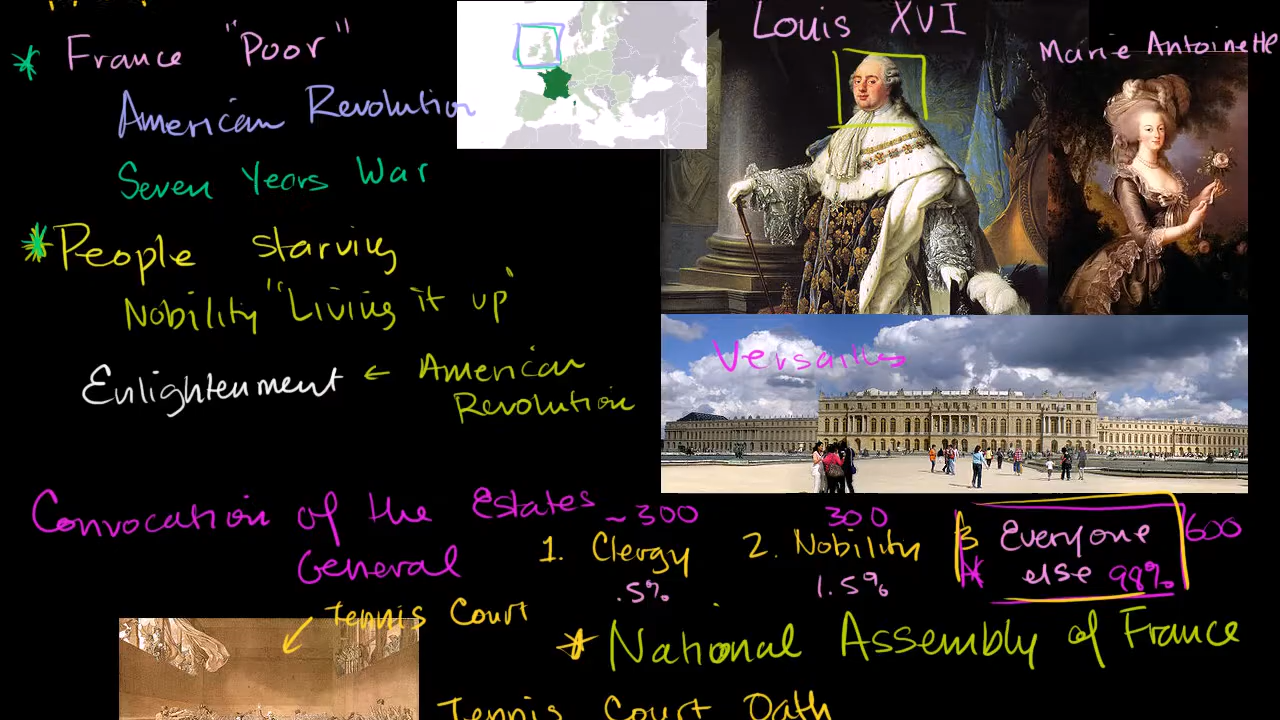 France "Poor"
American Revolution
Seven Years War
People starving
Nobility "Living it up"
Enlightenment ← American
Revolution
Louis XVI
Marie Antoinette
Versailles
Convocation of the Estates
General
~300
1. Clergy
.5%
300
2. Nobility
1.5%
3 Everyone
else 98%
600
Tennis Court
National Assembly of France
Tennis Court Oath